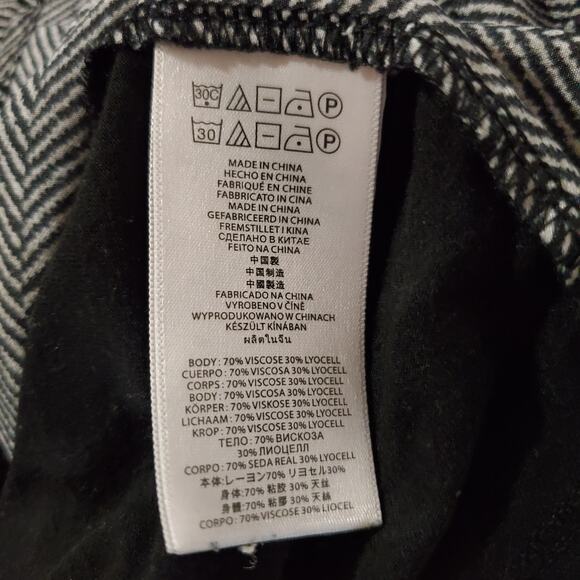 30C P
30 P
MADE IN CHINA
HECHO EN CHINA
FABRIQUÉ EN CHINE
FABBRICATO IN CINA
MADE IN CHINA
GEFABRICEERD IN CHINA
FREMSTILLET I KINA
СДЕЛАНО В КИТАЕ
FEITO NA CHINA
中国製
中国制造
中國製造
FABRICADO NA CHINA
VYROBENO V ČÍNĚ
WYPRODUKOWANO W CHINACH
KÉSZÜLT KÍNÁBAN
ผลิตในจีน
BODY: 70% VISCOSE 30% LYOCELL
CUERPO: 70% VISCOSA 30% LYOCELL
CORPS: 70% VISCOSE 30% LYOCELL
BODY: 70% VISCOSA 30% LYOCELL
KÖRPER: 70% VISKOSE 30% LYOCELL
LICHAAM: 70% VISCOSE 30% LYOCELL
KROP: 70% VISCOSE 30% LYOCELL
ТЕЛО: 70% ВИСКОЗА
30% ЛИОЦЕЛЛ
CORPO: 70% SEDA REAL 30% LYOCELL
本体: レーヨン70% リヨセル30%
身体: 70% 粘胶 30% 天丝
身體: 70% 粘膠 30% 天絲
CORPO: 70% VISCOSE 30% LIOCEL